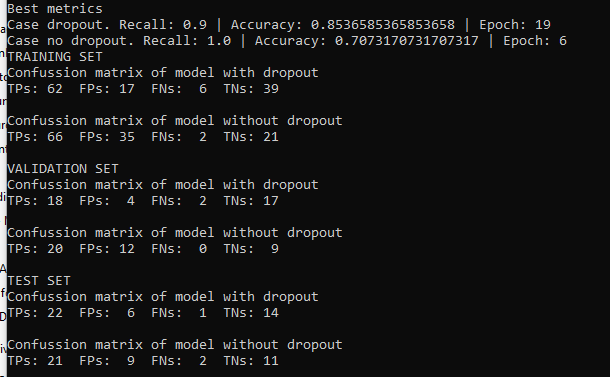 Best metrics
Case dropout. Recall: 0.9 | Accuracy: 0.8536585365853658 | Epoch: 19
Case no dropout. Recall: 1.0 | Accuracy: 0.7073170731707317 | Epoch: 6
TRAINING SET
Confussion matrix of model with dropout
TPs: 62  FPs: 17  FNs:  6  TNs: 39
Confussion matrix of model without dropout
TPs: 66  FPs: 35  FNs:  2  TNs: 21
VALIDATION SET
Confussion matrix of model with dropout
TPs: 18  FPs:  4  FNs:  2  TNs: 17
Confussion matrix of model without dropout
TPs: 20  FPs: 12  FNs:  0  TNs:  9
TEST SET
Confussion matrix of model with dropout
TPs: 22  FPs:  6  FNs:  1  TNs: 14
Confussion matrix of model without dropout
TPs: 21  FPs:  9  FNs:  2  TNs: 11